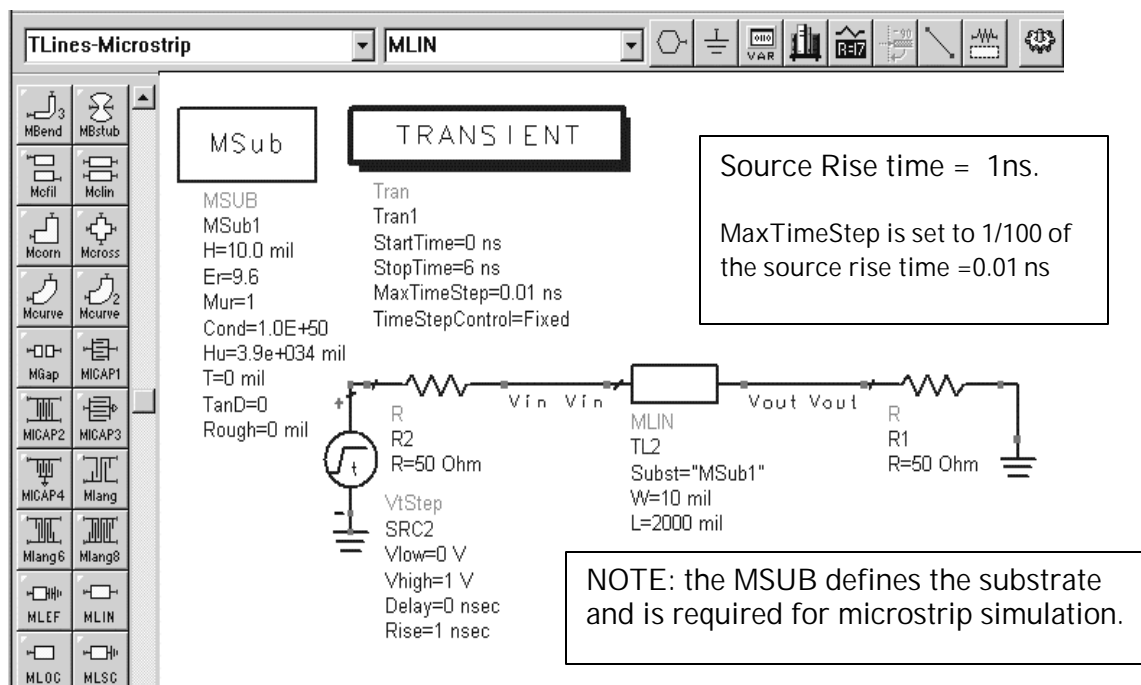 TLines-Microstrip MLIN
VAR
MBend MBstub
Mcfil Mclin
Mcorn Mcross
Mcurve Mcurve
MGap MICAP1
MICAP2 MICAP3
MICAP4 Mlang
Mlang6 Mlang8
MLEF MLIN
MLOC MLSC
MSub
MSUB
MSub1
H=10.0 mil
Er=9.6
Mur=1
Cond=1.0E+50
Hu=3.9e+034 mil
T=0 mil
TanD=0
Rough=0 mil
TRANSIENT
Tran
Tran1
StartTime=0 ns
StopTime=6 ns
MaxTimeStep=0.01 ns
TimeStepControl=Fixed
Source Rise time = 1ns.
MaxTimeStep is set to 1/100 of
the source rise time =0.01 ns
R
R2
R=50 Ohm
Vin Vin
MLIN
TL2
Subst="MSub1"
W=10 mil
L=2000 mil
Vout Vout
R
R1
R=50 Ohm
t
VtStep
SRC2
Vlow=0 V
Vhigh=1 V
Delay=0 nsec
Rise=1 nsec
NOTE: the MSUB defines the substrate
and is required for microstrip simulation.